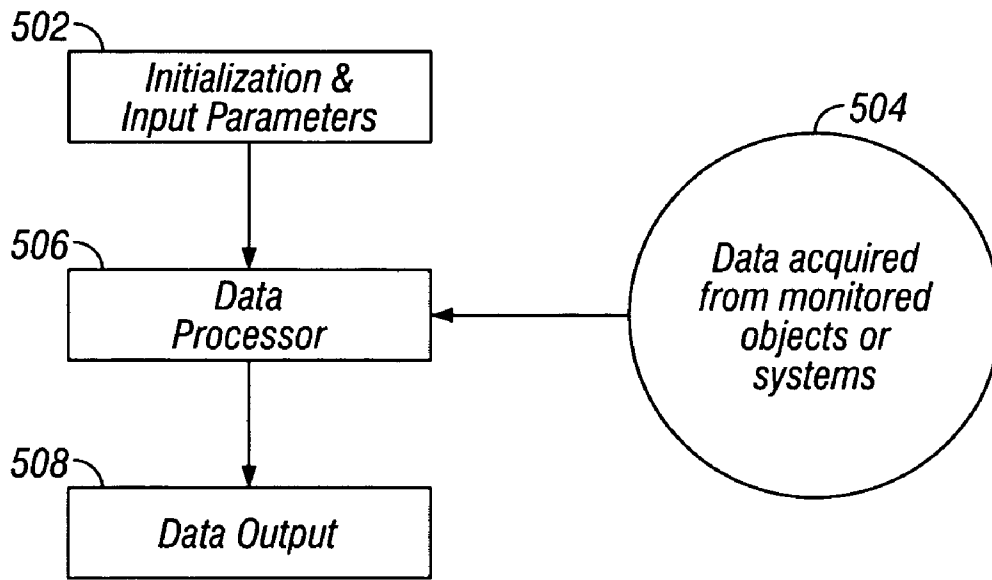 502
Initialization &
Input Parameters
504
506
Data
Processor
Data acquired
from monitored
objects or
systems
508
Data Output